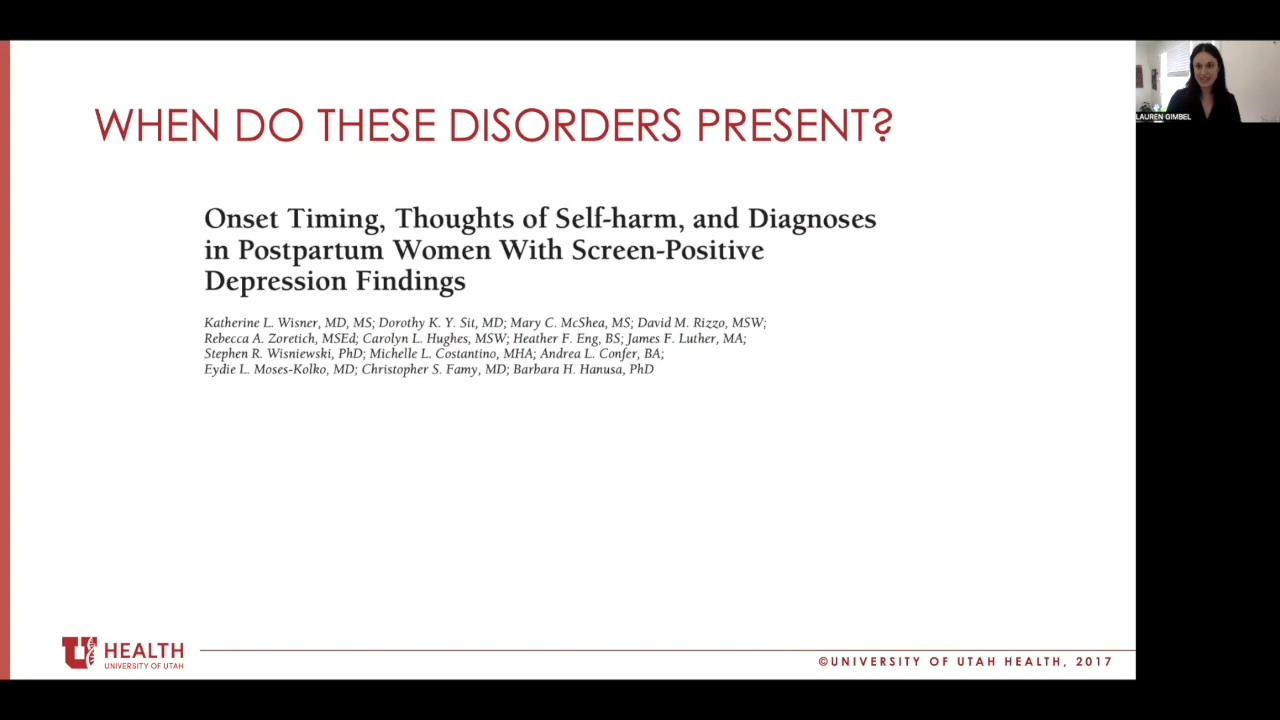 WHEN DO THESE DISORDERS PRESENT?
Onset Timing, Thoughts of Self-harm, and Diagnoses
in Postpartum Women With Screen-Positive
Depression Findings
Katherine L. Wisner, MD, MS; Dorothy K. Y. Sit, MD; Mary C. McShea, MS; David M. Rizzo, MSW;
Rebecca A. Zoretich, MSEd; Carolyn L. Hughes, MSW; Heather F. Eng, BS; James F. Luther, MA;
Stephen R. Wisniewski, PhD; Michelle L. Costantino, MHA; Andrea L. Confer, BA;
Eydie L. Moses-Kolko, MD; Christopher S. Famy, MD; Barbara H. Hanusa, PhD
LAUREN GIMBEL
U HEALTH
UNIVERSITY OF UTAH
©UNIVERSITY OF UTAH HEALTH, 2017